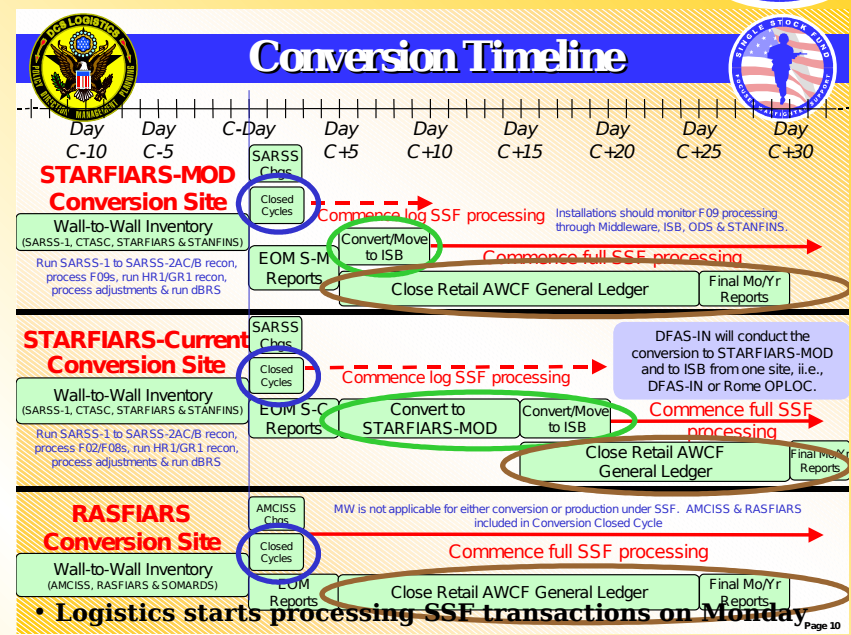 DCS LOGISTICS
POLICY DIRECTION MANAGEMENT PLANNING
Conversion Timeline
SINGLE STOCK FUND
FOCUSED WARFIGHTER SUPPORT
Day C-10
Day C-5
C-Day
Day C+5
Day C+10
Day C+15
Day C+20
Day C+25
Day C+30
STARFIARS-MOD
Conversion Site
SARSS
Chgs
Closed
Cycles
Commence log SSF processing
Installations should monitor F09 processing
through Middleware, ISB, ODS & STANFINS.
Wall-to-Wall Inventory
(SARSS-1, CTASC, STARFIARS & STANFINS)
Run SARSS-1 to SARSS-2AC/B recon,
process F09s, run HR1/GR1 recon,
process adjustments & run dBRS
EOM S-M
Reports
Convert/Move
to ISB
Commence full SSF processing
Close Retail AWCF General Ledger
Final Mo/Yr
Reports
STARFIARS-Current
Conversion Site
SARSS
Chgs
Closed
Cycles
Commence log SSF processing
DFAS-IN will conduct the
conversion to STARFIARS-MOD
and to ISB from one site, ii.e.,
DFAS-IN or Rome OPLOC.
Wall-to-Wall Inventory
(SARSS-1, CTASC, STARFIARS & STANFINS)
Run SARSS-1 to SARSS-2AC/B recon,
process F02/F08s, run HR1/GR1 recon,
process adjustments & run dBRS
EOM S-C
Reports
Convert to
STARFIARS-MOD
Convert/Move
to ISB
Commence full SSF
processing
Close Retail AWCF
General Ledger
Final Mo/Yr
Reports
RASFIARS
Conversion Site
AMCISS
Chgs
Closed
Cycles
MW is not applicable for either conversion or production under SSF. AMCISS & RASFIARS
included in Conversion Closed Cycle
Commence full SSF processing
Wall-to-Wall Inventory
(AMCISS, RASFIARS & SOMARDS)
EOM
Reports
Close Retail AWCF General Ledger
Final Mo/Yr
Reports
• Logistics starts processing SSF transactions on Monday
Page 10